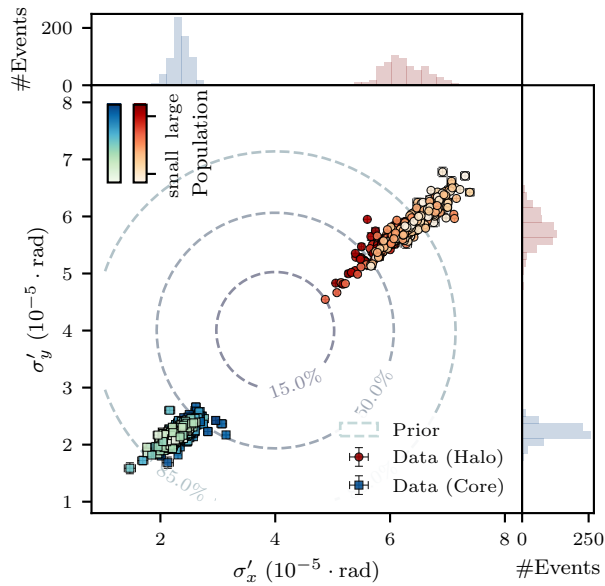 #Events
200
0
8
7
6
5
4
3
2
1
σ′y (10⁻⁵ · rad)
small large
Population
15.0%
50.0%
85.0%
Prior
Data (Halo)
Data (Core)
2
4
6
8
σ′x (10⁻⁵ · rad)
0
250
#Events